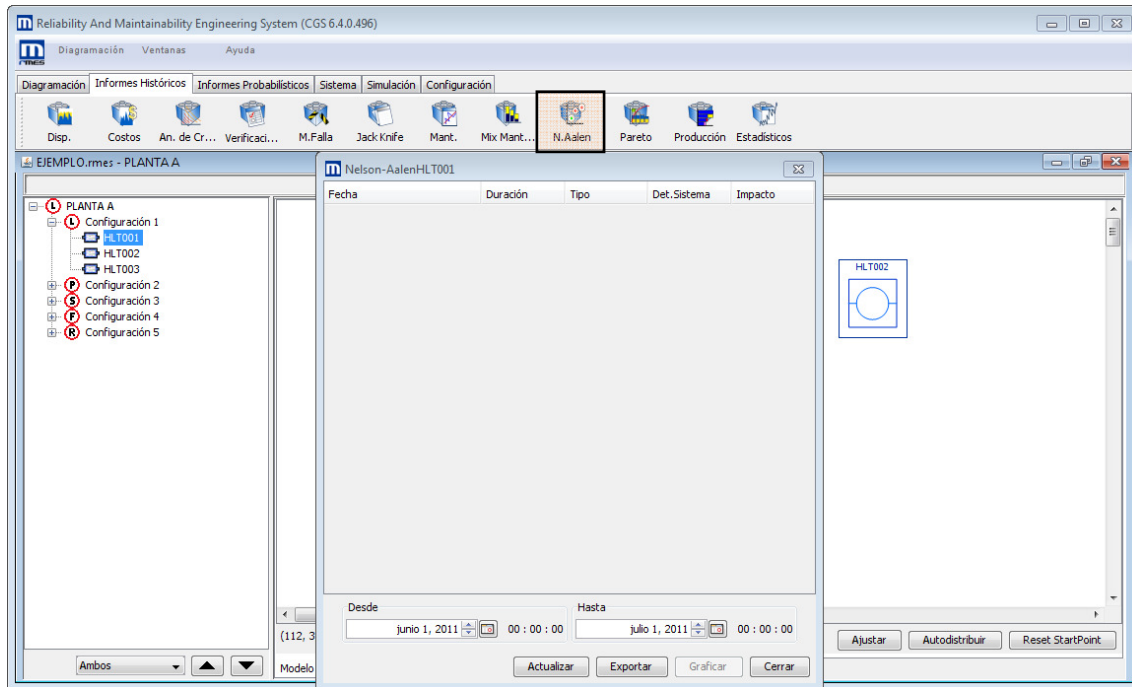 Reliability And Maintainability Engineering System (CGS 6.4.0.496)
rmes Diagramación Ventanas Ayuda
Diagramación Informes Históricos Informes Probabilísticos Sistema Simulación Configuración
Disp. Costos An. de Cr... Verificaci... M.Falla Jack Knife Mant. Mix Mant... N.Aalen Pareto Producción Estadísticos
EJEMPLO.rmes - PLANTA A
Nelson-AalenHLT001
Fecha Duración Tipo Det.Sistema Impacto
L PLANTA A
L Configuración 1
HLT001
HLT002
HLT003
P Configuración 2
S Configuración 3
F Configuración 4
R Configuración 5
HLT002
Desde Hasta
junio 1, 2011 00 : 00 : 00 julio 1, 2011 00 : 00 : 00
(112, 3
Ajustar Autodistribuir Reset StartPoint
Ambos
Modelo
Actualizar Exportar Graficar Cerrar